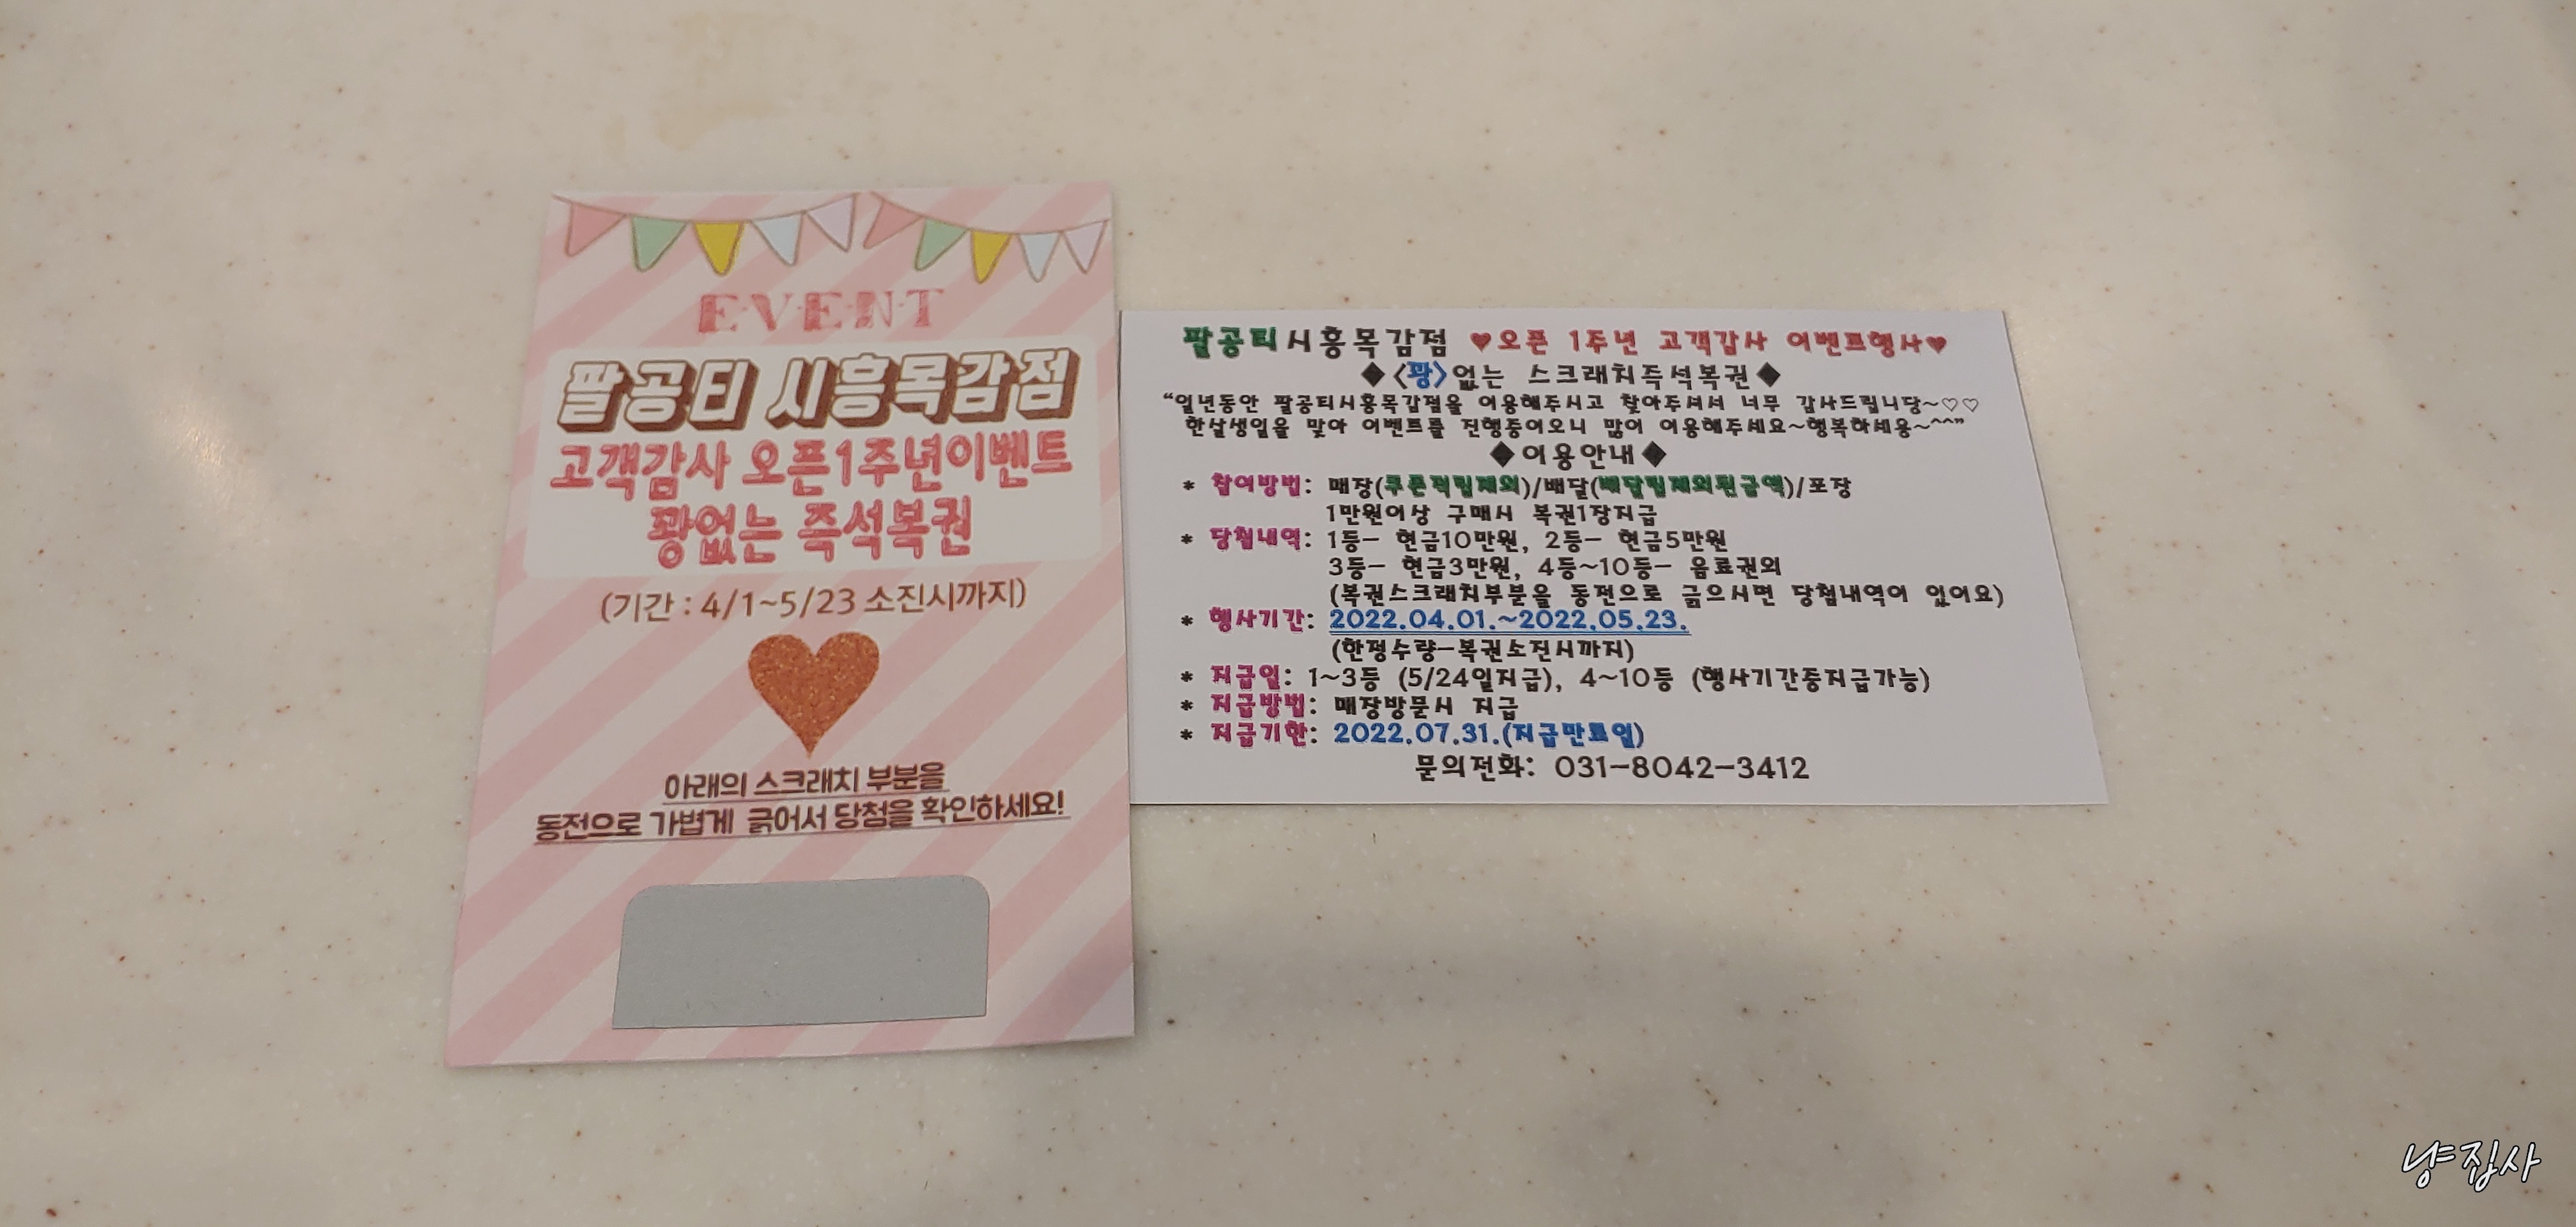 EVENT
팔공티 시흥목감점
고객감사 오픈1주년이벤트
꽝없는 즉석복권
(기간 : 4/1~5/23 소진시까지)
아래의 스크래치 부분을
동전으로 가볍게 긁어서 당첨을 확인하세요!
팔공티시흥목감점 ♥오픈 1주년 고객감사 이벤트행사♥
◆<꽝>없는 스크래치즉석복권◆
“일년동안 팔공티시흥목감점을 이용해주시고 찾아주셔서 너무 감사드립니당~♡♡
한살생일을 맞아 이벤트를 진행중이오니 많이 이용해주세요~행복하세용~^^”
◆이용안내◆
* 참여방법: 매장(쿠폰적립제외)/배달(배달팁제외된금액)/포장
1만원이상 구매시 복권1장지급
* 당첨내역: 1등- 현금10만원, 2등- 현금5만원
3등- 현금3만원, 4등~10등- 음료권외
(복권스크래치부분을 동전으로 긁으시면 당첨내역이 있어요)
* 행사기간: 2022.04.01.~2022.05.23.
(한정수량-복권소진시까지)
* 지급일: 1~3등 (5/24일지급), 4~10등 (행사기간중지급가능)
* 지급방법: 매장방문시 지급
* 지급기한: 2022.07.31.(지급만료일)
문의전화: 031-8042-3412
냥집사